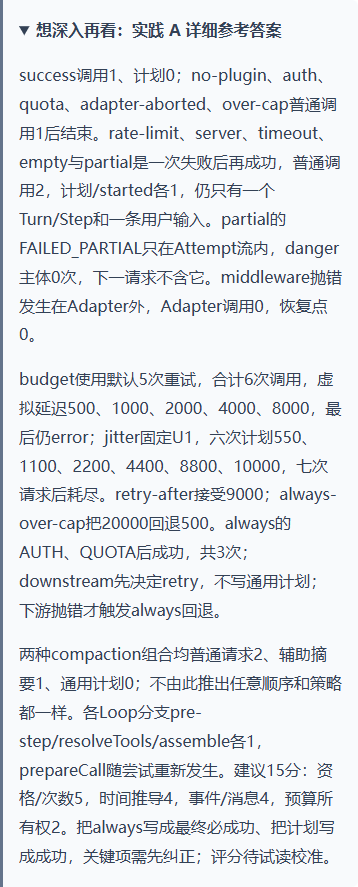 ▼ 想深入再看：实践 A 详细参考答案
success调用1、计划0；no-plugin、auth、
quota、adapter-aborted、over-cap普通调
用1后结束。rate-limit、server、timeout、
empty与partial是一次失败后再成功，普通调
用2，计划/started各1，仍只有一个
Turn/Step和一条用户输入。partial的
FAILED_PARTIAL只在Attempt流内，danger
主体0次，下一请求不含它。middleware抛错
发生在Adapter外，Adapter调用0，恢复点
0。
budget使用默认5次重试，合计6次调用，虚
拟延迟500、1000、2000、4000、8000，最
后仍error；jitter固定U1，六次计划550、
1100、2200、4400、8800、10000，七次
请求后耗尽。retry-after接受9000；always-
over-cap把20000回退500。always的
AUTH、QUOTA后成功，共3次；
downstream先决定retry，不写通用计划；
下游抛错才触发always回退。
两种compaction组合均普通请求2、辅助摘
要1、通用计划0；不由此推出任意顺序和策略
都一样。各Loop分支pre-
step/resolveTools/assemble各1，
prepareCall随尝试重新发生。建议15分：资
格/次数5，时间推导4，事件/消息4，预算所
有权2。把always写成最终必成功、把计划写
成成功，关键项需先纠正；评分待试读校准。